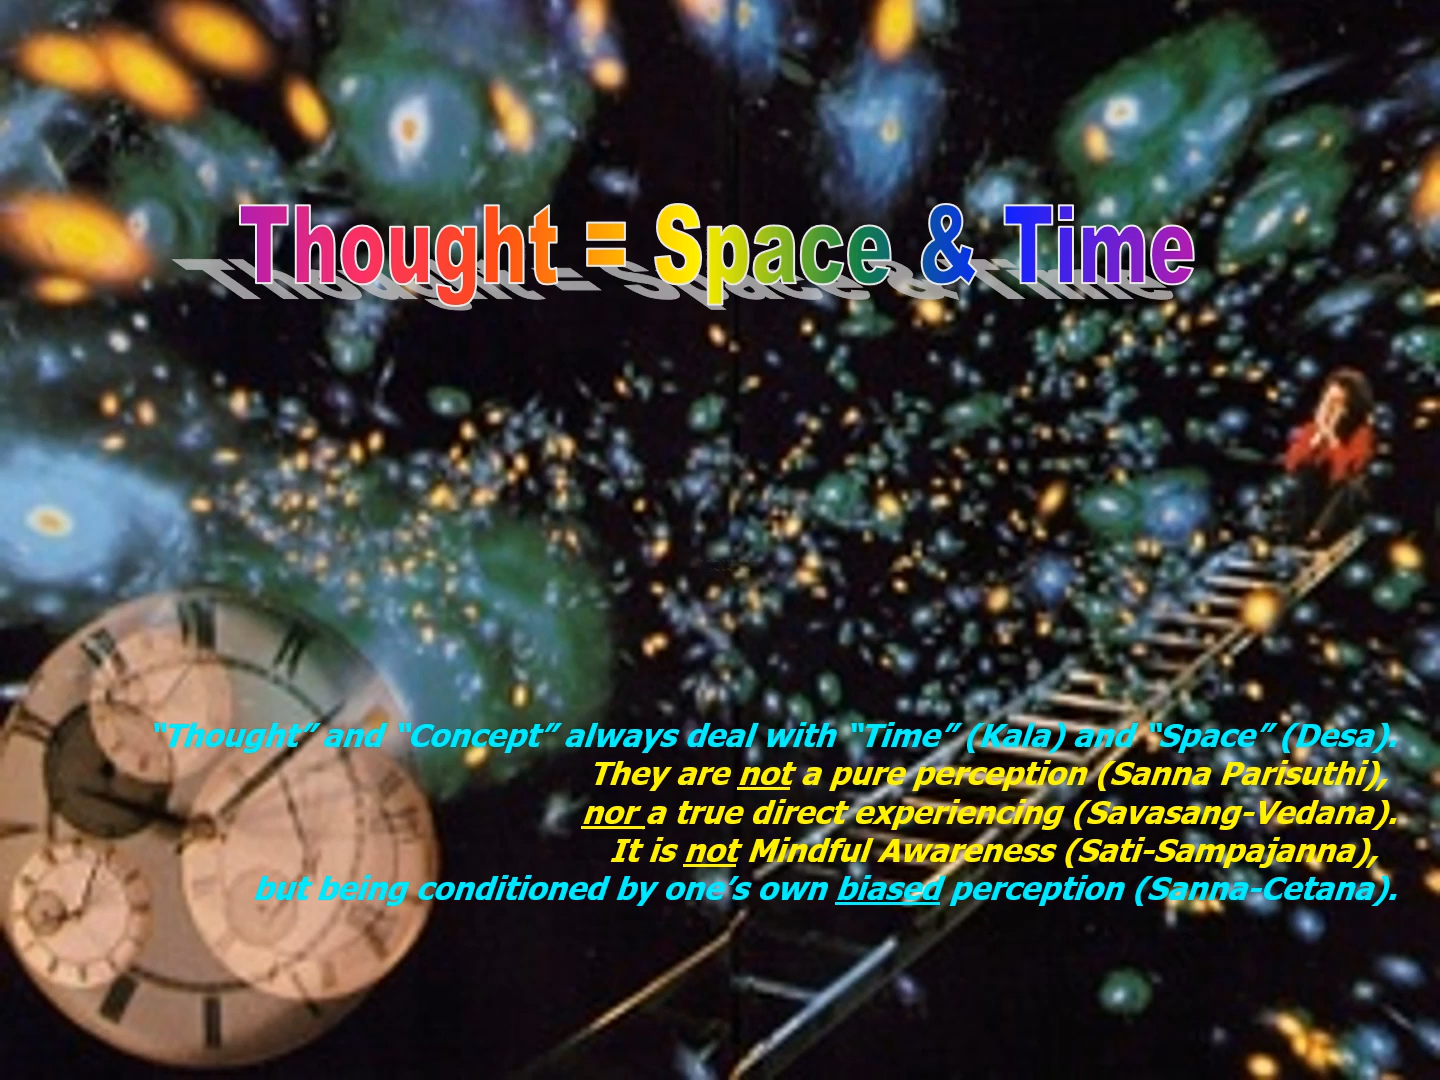 Thought = Space & Time
“Thought” and “Concept” always deal with “Time” (Kala) and “Space” (Desa).
They are not a pure perception (Sanna Parisuthi),
nor a true direct experiencing (Savasang-Vedana).
It is not Mindful Awareness (Sati-Sampajanna),
but being conditioned by one’s own biased perception (Sanna-Cetana).